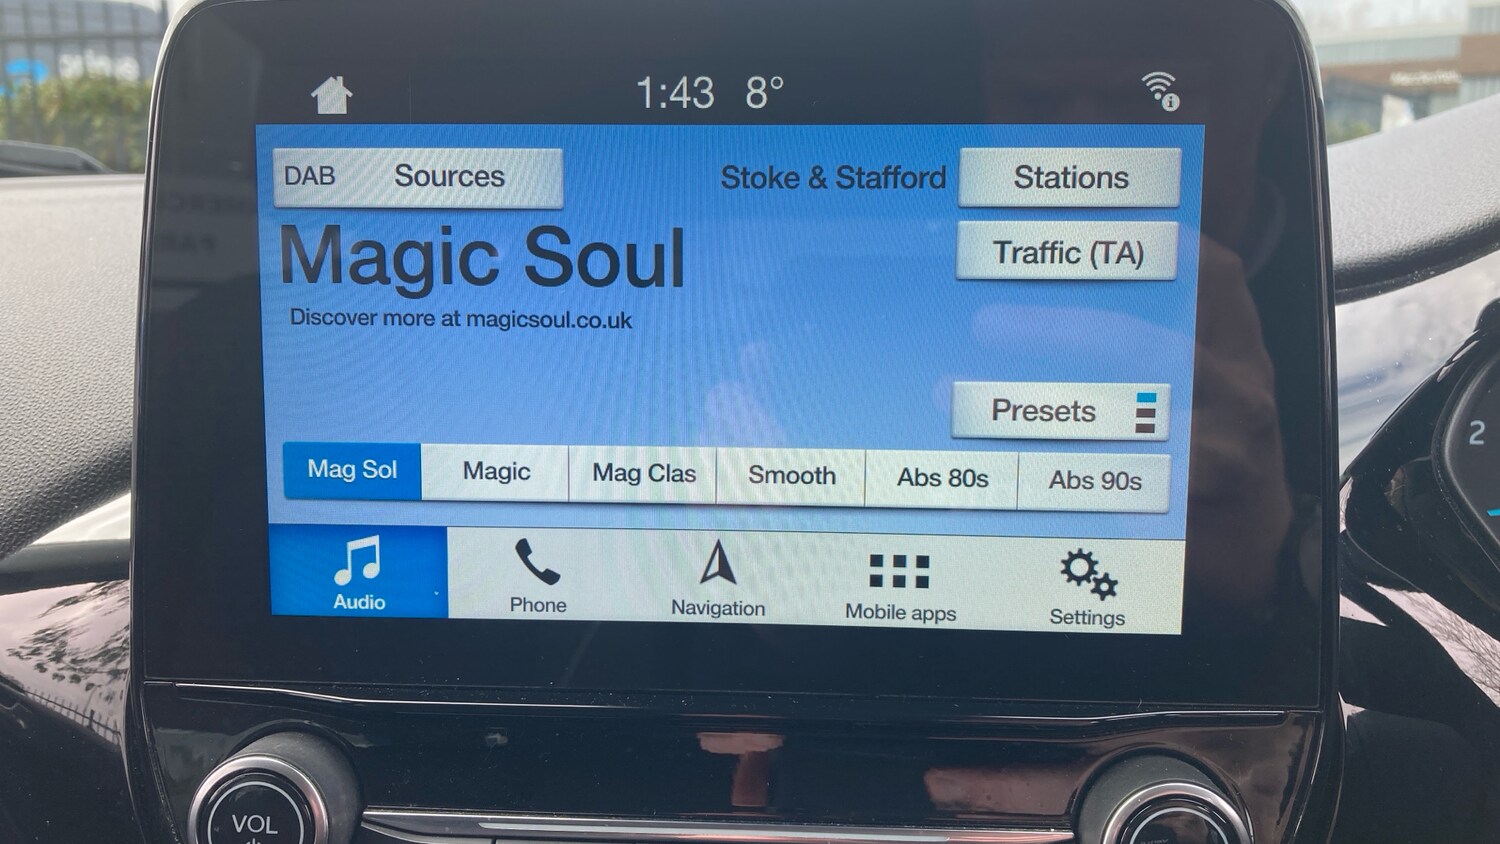 1:43 8°
DAB Sources
Stoke & Stafford
Stations
Magic Soul
Traffic (TA)
Discover more at magicsoul.co.uk
Presets
Mag Sol
Magic
Mag Clas
Smooth
Abs 80s
Abs 90s
Audio
Phone
Navigation
Mobile apps
Settings
VOL
2